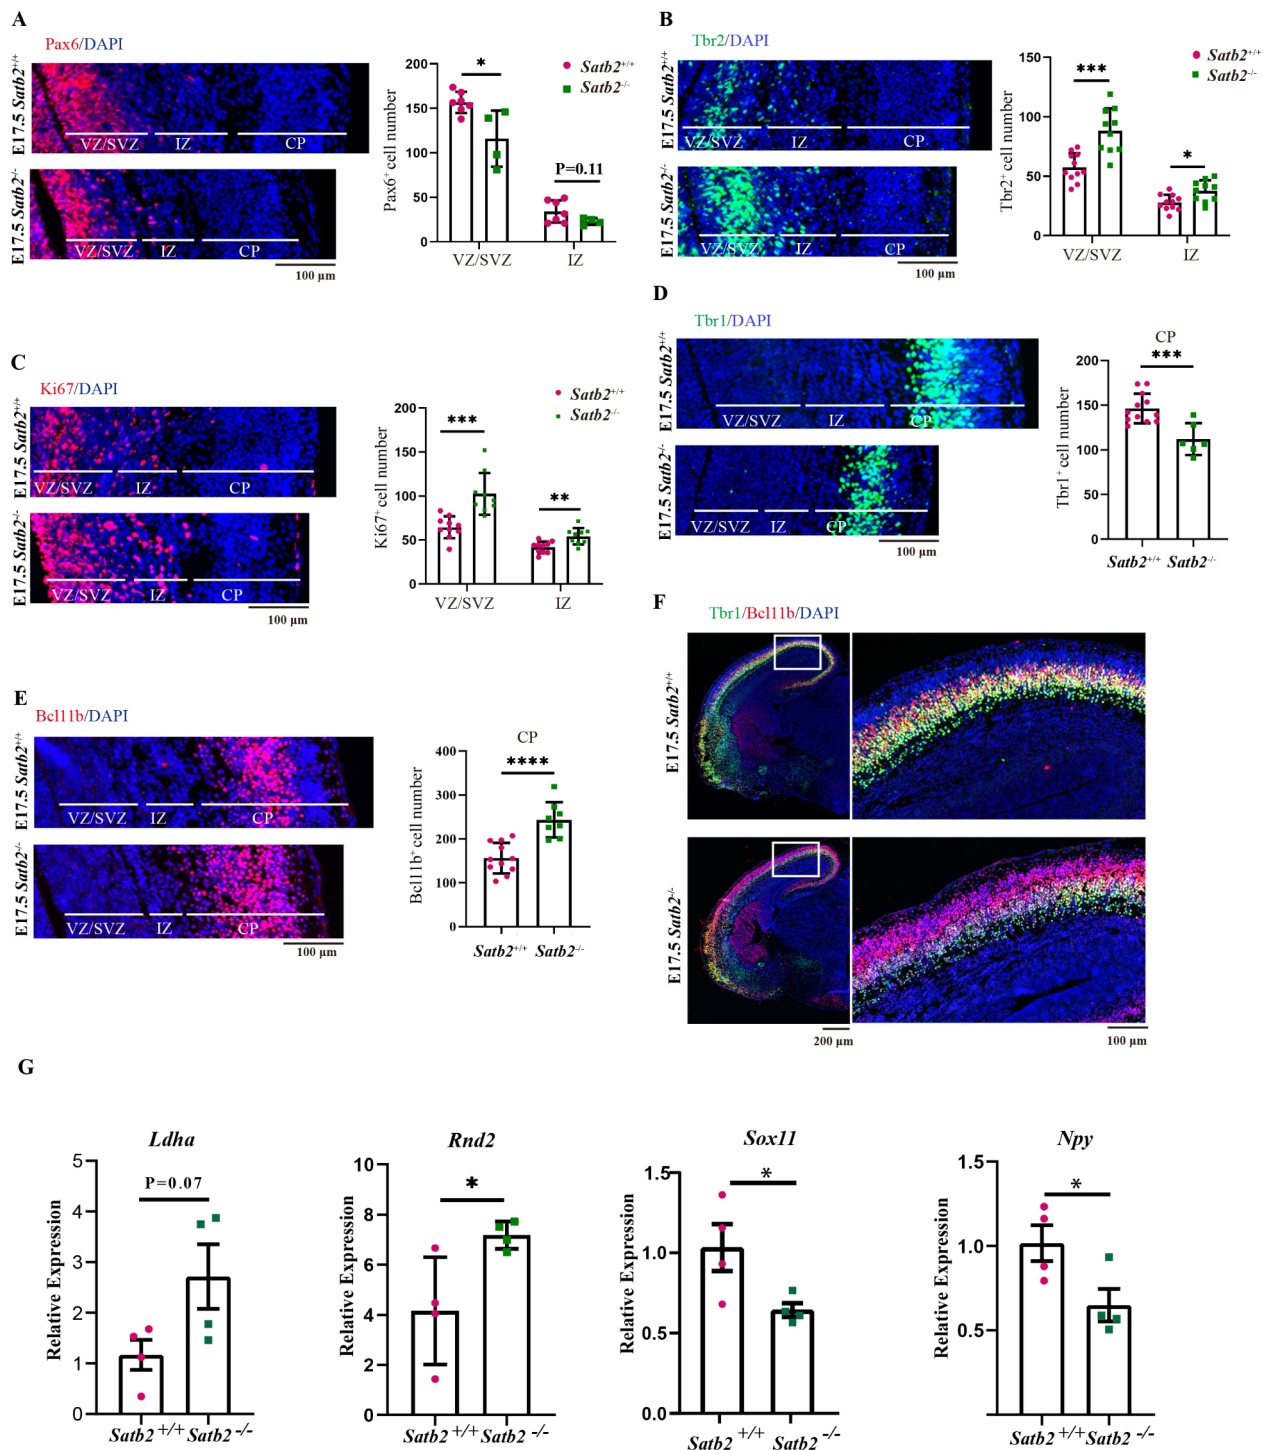 A
Pax6/DAPI
E17.5 Satb2+/+
VZ/SVZ IZ CP
E17.5 Satb2-/-
VZ/SVZ IZ CP
100 µm
Pax6+ cell number
200
150
100
50
0
*
P=0.11
VZ/SVZ IZ
Satb2+/+
Satb2-/-
B
Tbr2/DAPI
E17.5 Satb2+/+
VZ/SVZ IZ CP
E17.5 Satb2-/-
VZ/SVZ IZ CP
100 µm
Tbr2+ cell number
150
100
50
0
***
*
VZ/SVZ IZ
Satb2+/+
Satb2-/-
C
Ki67/DAPI
E17.5 Satb2+/+
VZ/SVZ IZ CP
E17.5 Satb2-/-
VZ/SVZ IZ CP
100 µm
Ki67+ cell number
200
150
100
50
0
***
**
VZ/SVZ IZ
Satb2+/+
Satb2-/-
D
Tbr1/DAPI
E17.5 Satb2+/+
VZ/SVZ IZ CP
E17.5 Satb2-/-
VZ/SVZ IZ CP
100 µm
CP
Tbr1+ cell number
200
150
100
50
0
***
Satb2+/+ Satb2-/-
E
Bcl11b/DAPI
E17.5 Satb2+/+
VZ/SVZ IZ CP
E17.5 Satb2-/-
VZ/SVZ IZ CP
100 µm
CP
Bcl11b+ cell number
400
300
200
100
0
****
Satb2+/+ Satb2-/-
F
Tbr1/Bcl11b/DAPI
E17.5 Satb2+/+
E17.5 Satb2-/-
200 µm 100 µm
G
Ldha
Relative Expression
5
4
3
2
1
0
P=0.07
Satb2 +/+ Satb2 -/-
Rnd2
Relative Expression
10
8
6
4
2
0
*
Satb2 +/+ Satb2 -/-
Sox11
Relative Expression
1.5
1.0
0.5
0.0
*
Satb2 +/+ Satb2 -/-
Npy
Relative Expression
1.5
1.0
0.5
*
Satb2 +/+ Satb2 -/-